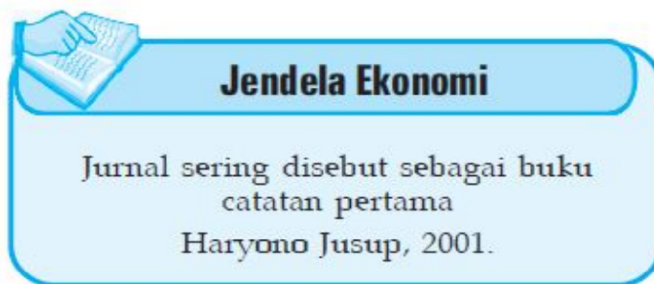 Jendela Ekonomi
Jurnal sering disebut sebagai buku
catatan pertama
Haryono Jusup, 2001.